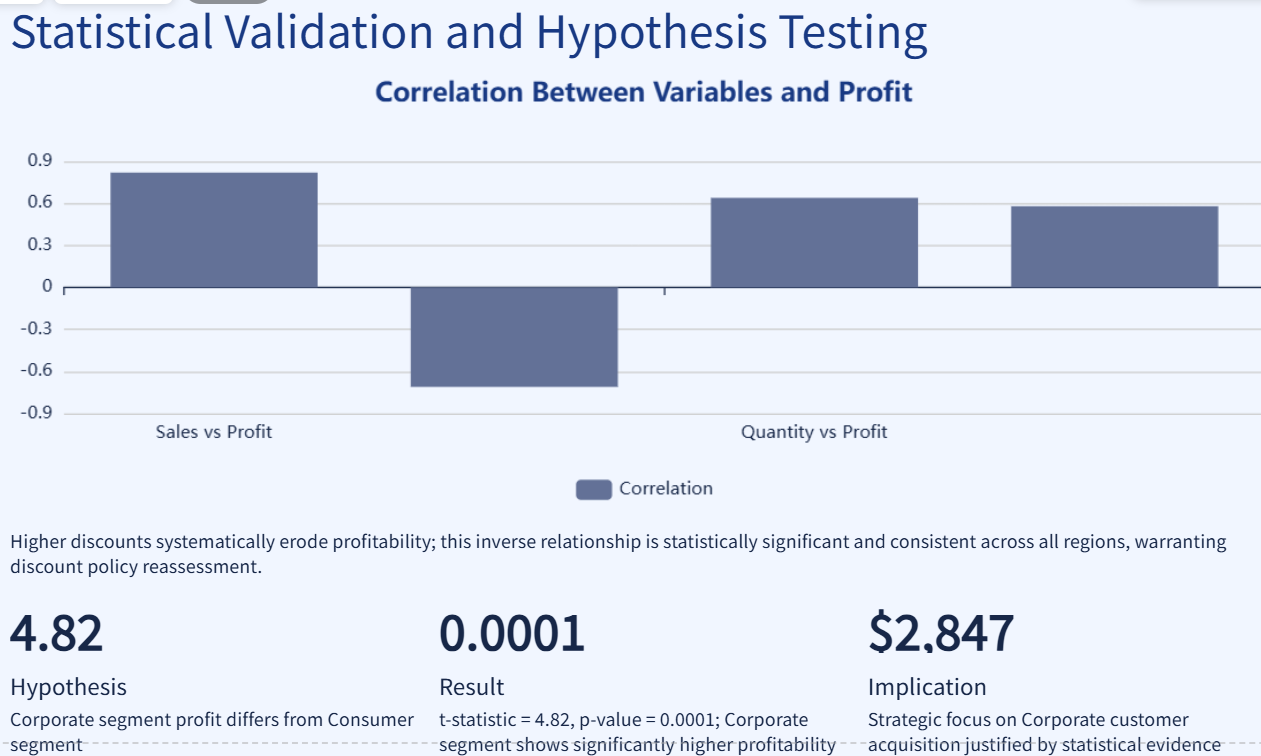 Statistical Validation and Hypothesis Testing
Correlation Between Variables and Profit
0.9
0.6
0.3
0
-0.3
-0.6
-0.9
Sales vs Profit
Quantity vs Profit
Correlation
Higher discounts systematically erode profitability; this inverse relationship is statistically significant and consistent across all regions, warranting
discount policy reassessment.
4.82
0.0001
$2,847
Hypothesis
Result
Implication
Corporate segment profit differs from Consumer
segment
t-statistic = 4.82, p-value = 0.0001; Corporate
segment shows significantly higher profitability
Strategic focus on Corporate customer
acquisition justified by statistical evidence